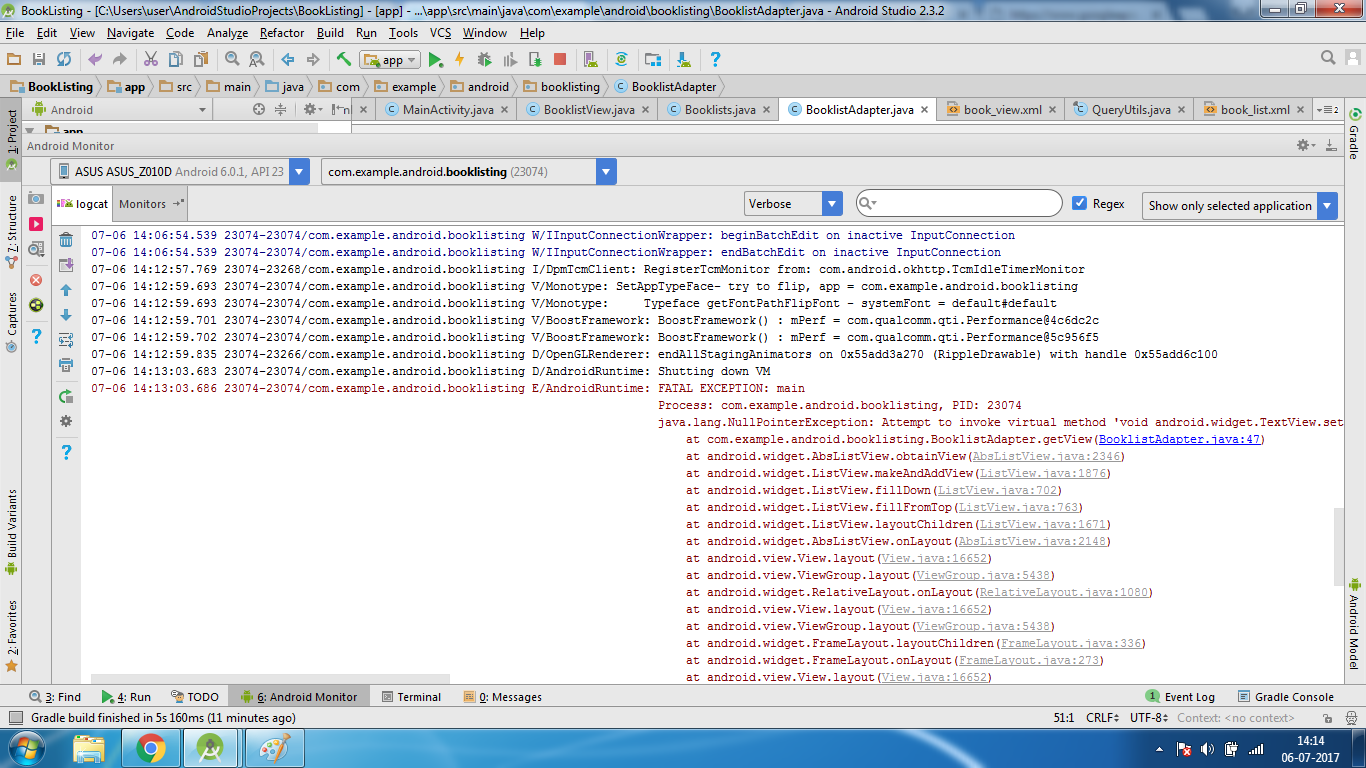 BookListing - [C:\Users\user\AndroidStudioProjects\BookListing] - [app] - ...\app\src\main\java\com\example\android\booklisting\BooklistAdapter.java - Android Studio 2.3.2
File Edit View Navigate Code Analyze Refactor Build Run Tools VCS Window Help
app
BookListing app src main java com example android booklisting BooklistAdapter
Android MainActivity.java BooklistView.java Booklists.java BooklistAdapter.java book_view.xml QueryUtils.java book_list.xml 2
app
Android Monitor
ASUS ASUS_Z010D Android 6.0.1, API 23 com.example.android.booklisting (23074)
logcat Monitors Verbose Regex Show only selected application
07-06 14:06:54.539 23074-23074/com.example.android.booklisting W/IInputConnectionWrapper: beginBatchEdit on inactive InputConnection
07-06 14:06:54.539 23074-23074/com.example.android.booklisting W/IInputConnectionWrapper: endBatchEdit on inactive InputConnection
07-06 14:12:57.769 23074-23268/com.example.android.booklisting I/DpmTcmClient: RegisterTcmMonitor from: com.android.okhttp.TcmIdleTimerMonitor
07-06 14:12:59.693 23074-23074/com.example.android.booklisting V/Monotype: SetAppTypeFace- try to flip, app = com.example.android.booklisting
07-06 14:12:59.693 23074-23074/com.example.android.booklisting V/Monotype: Typeface getFontPathFlipFont - systemFont = default#default
07-06 14:12:59.701 23074-23074/com.example.android.booklisting V/BoostFramework: BoostFramework() : mPerf = com.qualcomm.qti.Performance@4c6dc2c
07-06 14:12:59.702 23074-23074/com.example.android.booklisting V/BoostFramework: BoostFramework() : mPerf = com.qualcomm.qti.Performance@5c956f5
07-06 14:12:59.835 23074-23266/com.example.android.booklisting D/OpenGLRenderer: endAllStagingAnimators on 0x55add3a270 (RippleDrawable) with handle 0x55add6c100
07-06 14:13:03.683 23074-23074/com.example.android.booklisting D/AndroidRuntime: Shutting down VM
07-06 14:13:03.686 23074-23074/com.example.android.booklisting E/AndroidRuntime: FATAL EXCEPTION: main
Process: com.example.android.booklisting, PID: 23074
java.lang.NullPointerException: Attempt to invoke virtual method 'void android.widget.TextView.set
at com.example.android.booklisting.BooklistAdapter.getView(BooklistAdapter.java:47)
at android.widget.AbsListView.obtainView(AbsListView.java:2346)
at android.widget.ListView.makeAndAddView(ListView.java:1876)
at android.widget.ListView.fillDown(ListView.java:702)
at android.widget.ListView.fillFromTop(ListView.java:763)
at android.widget.ListView.layoutChildren(ListView.java:1671)
at android.widget.AbsListView.onLayout(AbsListView.java:2148)
at android.view.View.layout(View.java:16652)
at android.view.ViewGroup.layout(ViewGroup.java:5438)
at android.widget.RelativeLayout.onLayout(RelativeLayout.java:1080)
at android.view.View.layout(View.java:16652)
at android.view.ViewGroup.layout(ViewGroup.java:5438)
at android.widget.FrameLayout.layoutChildren(FrameLayout.java:336)
at android.widget.FrameLayout.onLayout(FrameLayout.java:273)
at android.view.View.layout(View.java:16652)
1: Project
7: Structure
Captures
Build Variants
2: Favorites
Gradle
Android Model
3: Find 4: Run TODO 6: Android Monitor Terminal 0: Messages 1 Event Log Gradle Console
Gradle build finished in 5s 160ms (11 minutes ago) 51:1 CRLF UTF-8 Context: <no context>
14:14
06-07-2017